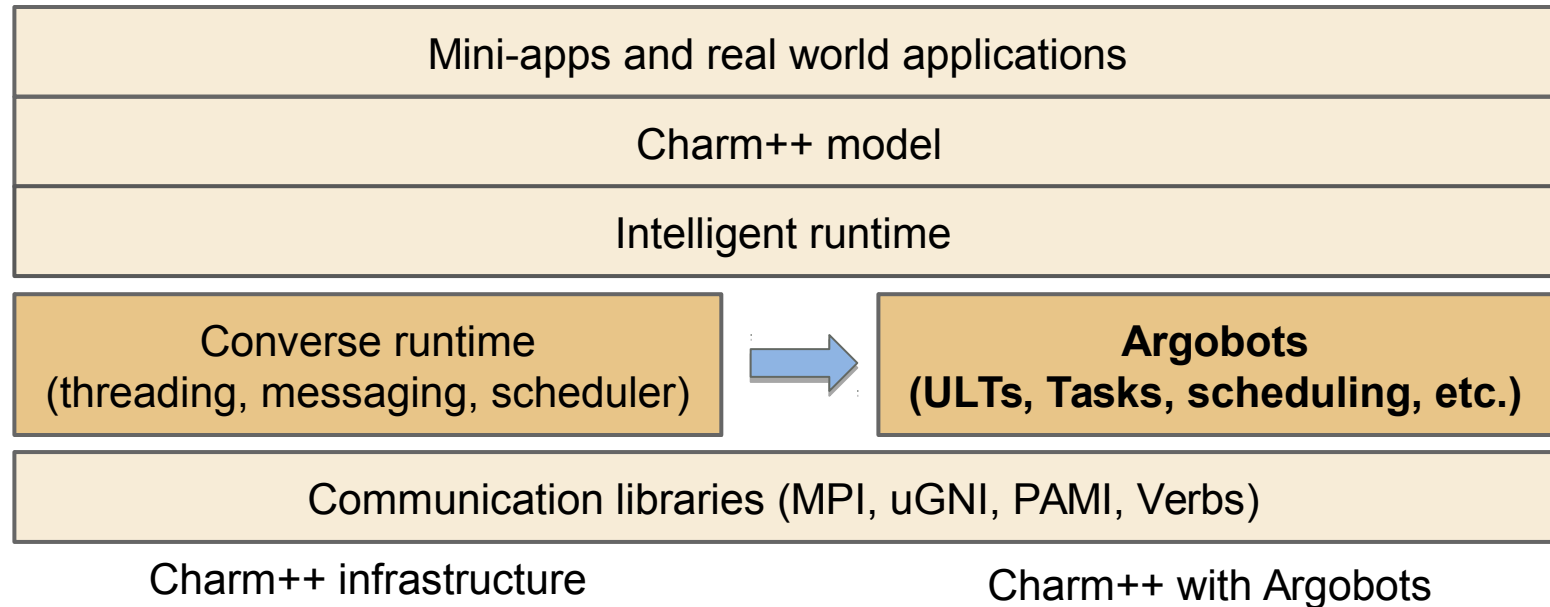 Mini-apps and real world applications
Charm++ model
Intelligent runtime
Converse runtime
(threading, messaging, scheduler)
Argobots
(ULTs, Tasks, scheduling, etc.)
Communication libraries (MPI, uGNI, PAMI, Verbs)
Charm++ infrastructure
Charm++ with Argobots